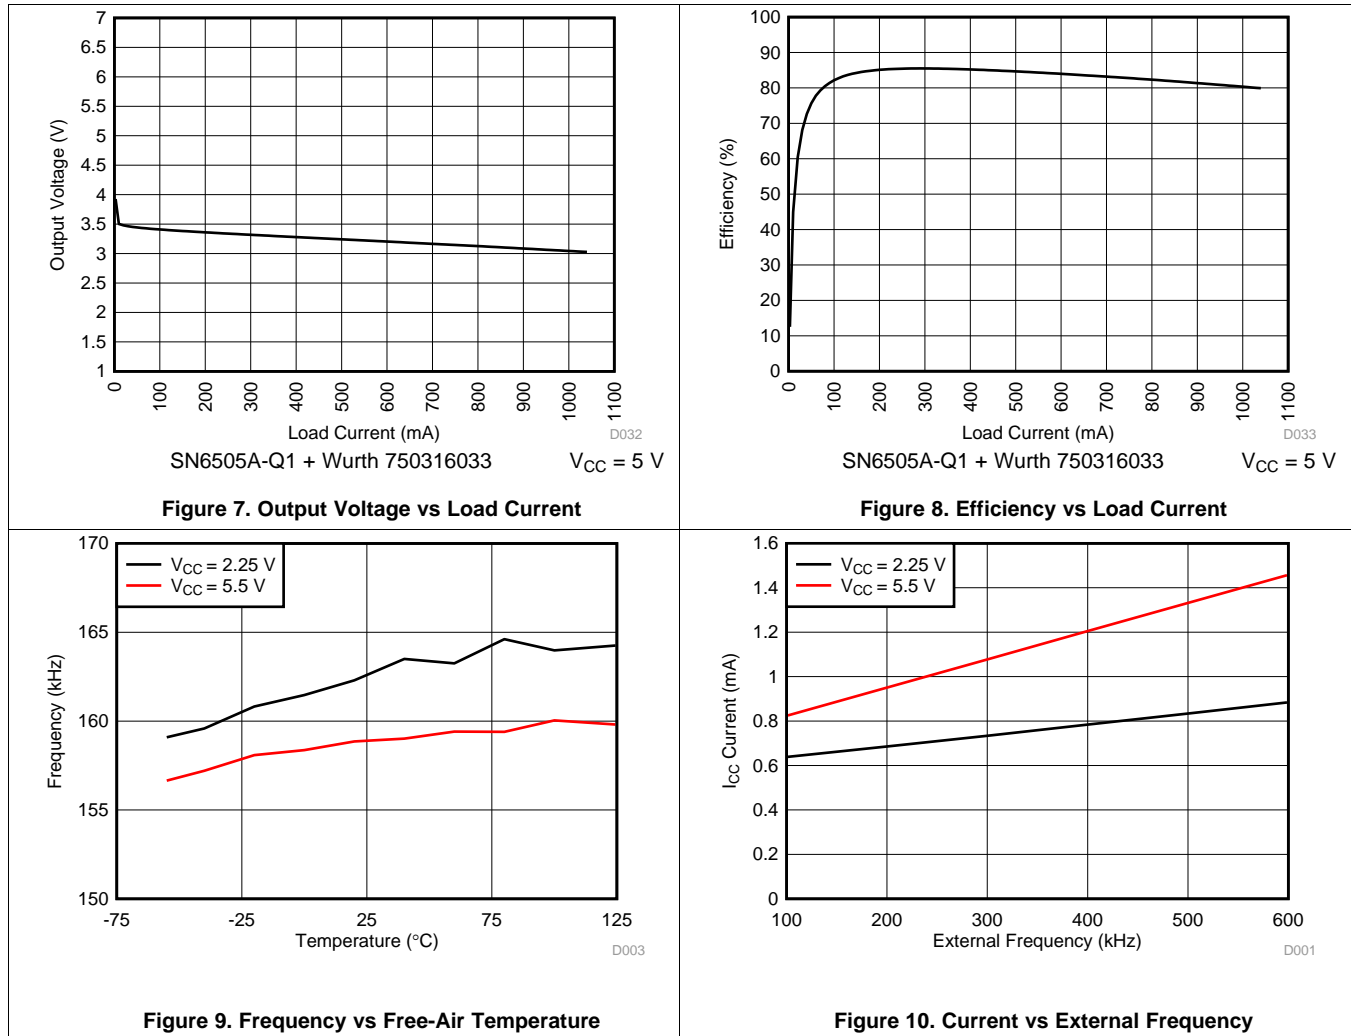 7
6.5
6
5.5
5
4.5
4
3.5
3
2.5
2
1.5
1
Output Voltage (V)
0 100 200 300 400 500 600 700 800 900 1000 1100
Load Current (mA)
D032
SN6505A-Q1 + Wurth 750316033 VCC = 5 V
Figure 7. Output Voltage vs Load Current
100
90
80
70
60
50
40
30
20
10
0
Efficiency (%)
0 100 200 300 400 500 600 700 800 900 1000 1100
Load Current (mA)
D033
SN6505A-Q1 + Wurth 750316033 VCC = 5 V
Figure 8. Efficiency vs Load Current
170
165
160
155
150
Frequency (kHz)
VCC = 2.25 V
VCC = 5.5 V
-75 -25 25 75 125
Temperature (°C)
D003
Figure 9. Frequency vs Free-Air Temperature
1.6
1.4
1.2
1
0.8
0.6
0.4
0.2
0
ICC Current (mA)
VCC = 2.25 V
VCC = 5.5 V
100 200 300 400 500 600
External Frequency (kHz)
D001
Figure 10. Current vs External Frequency